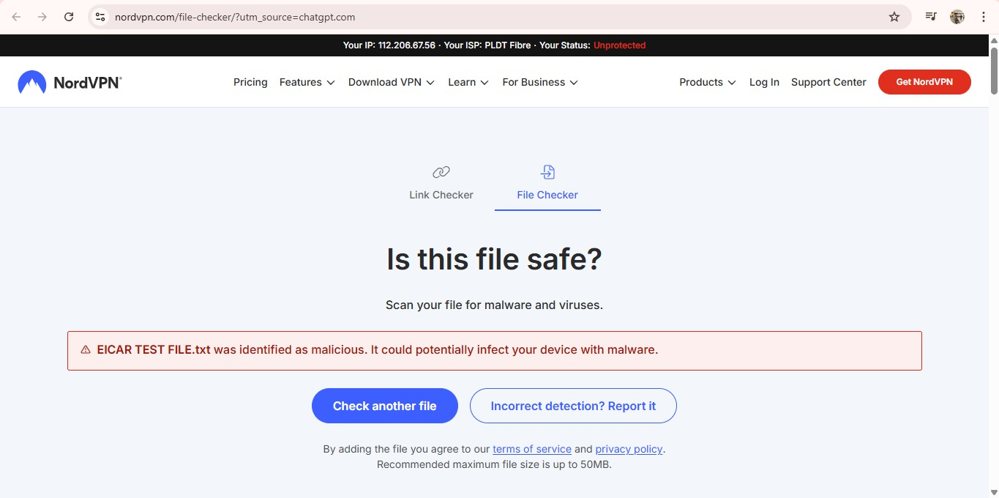 nordvpn.com/file-checker/?utm_source=chatgpt.com
Your IP: 112.206.67.56 · Your ISP: PLDT Fibre · Your Status: Unprotected
NordVPN®
Pricing Features Download VPN Learn For Business Products Log In Support Center Get NordVPN
Link Checker File Checker
Is this file safe?
Scan your file for malware and viruses.
EICAR TEST FILE.txt was identified as malicious. It could potentially infect your device with malware.
Check another file Incorrect detection? Report it
By adding the file you agree to our terms of service and privacy policy.
Recommended maximum file size is up to 50MB.